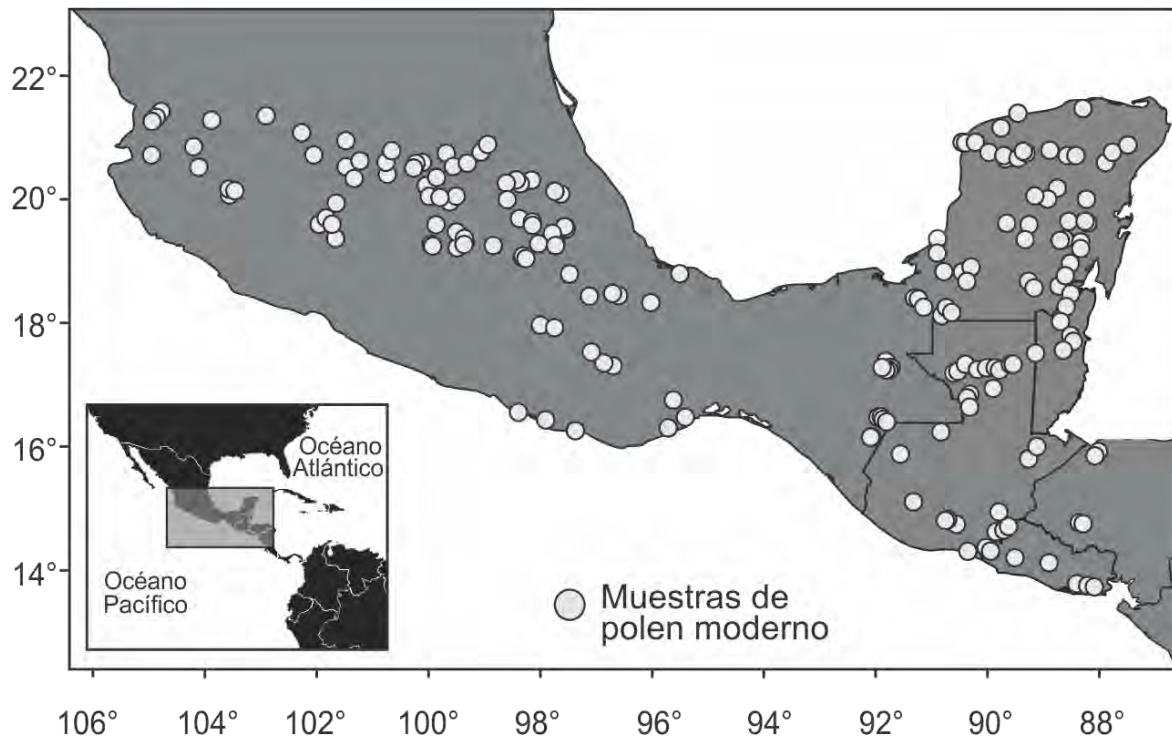 22°
20°
18°
16°
14°
Océano
Atlántico
Océano
Pacífico
Muestras de
polen moderno
106° 104° 102° 100° 98° 96° 94° 92° 90° 88°